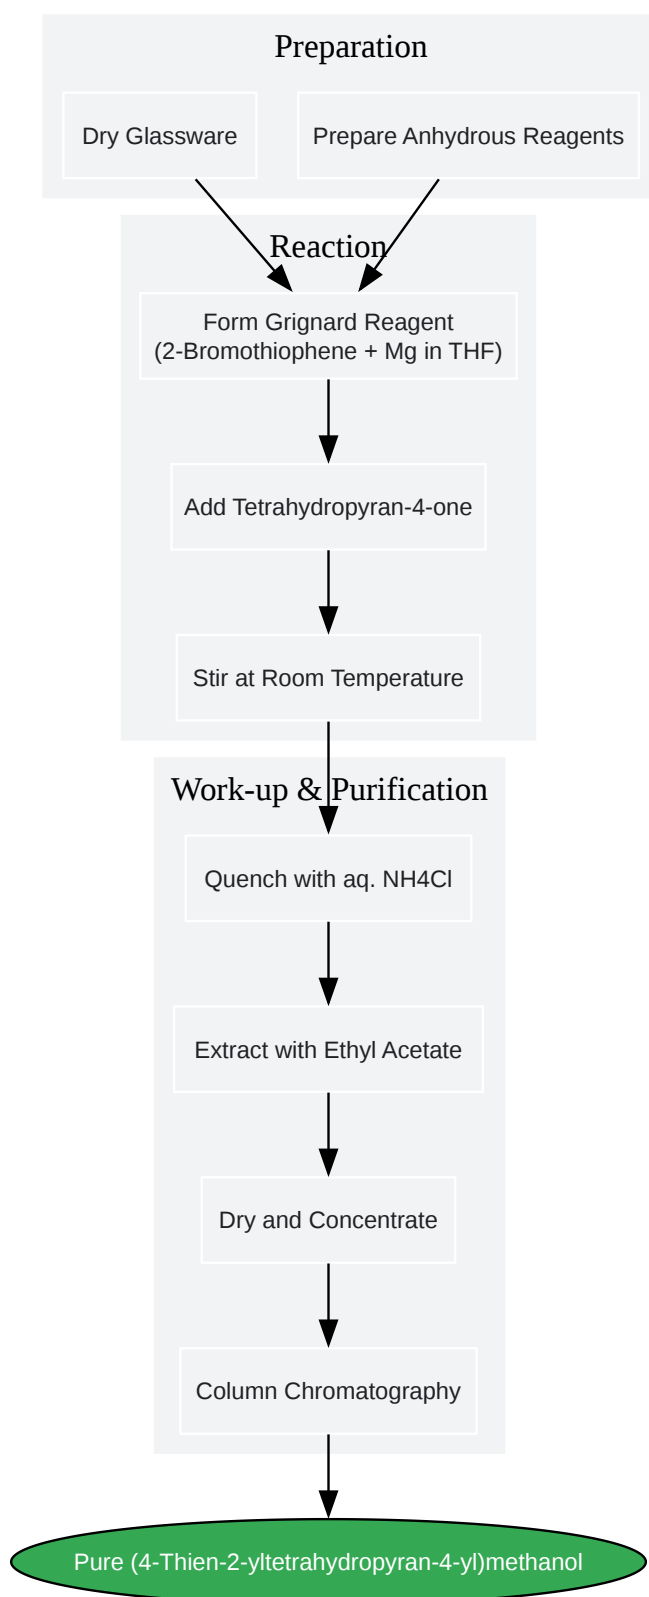 Preparation
Dry Glassware
Prepare Anhydrous Reagents
Reaction
Form Grignard Reagent
(2-Bromothiophene + Mg in THF)
Add Tetrahydropyran-4-one
Stir at Room Temperature
Work-up & Purification
Quench with aq. NH4Cl
Extract with Ethyl Acetate
Dry and Concentrate
Column Chromatography
Pure (4-Thien-2-yltetrahydropyran-4-yl)methanol